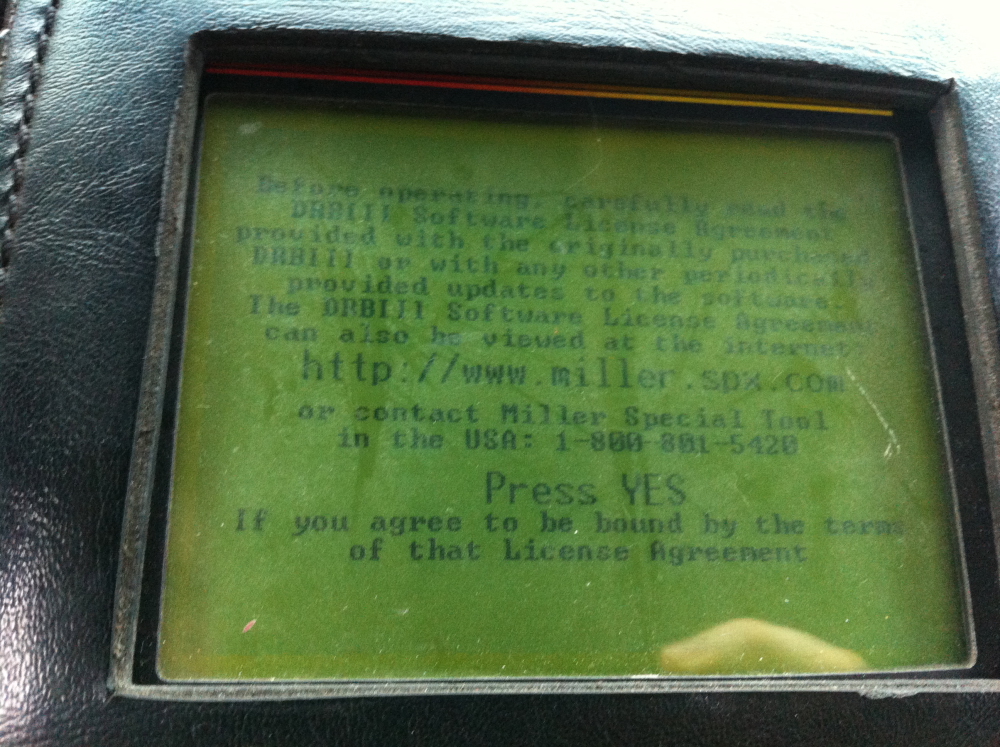 Before operating, carefully read the
DRBIII Software License Agreement
provided with the originally purchased
DRBIII or with any other periodically
provided updates to the software.
The DRBIII Software License Agreement
can also be viewed at the internet
http://www.miller.spx.com
or contact Miller Special Tool
in the USA: 1-800-801-5420
Press YES
If you agree to be bound by the terms
of that License Agreement